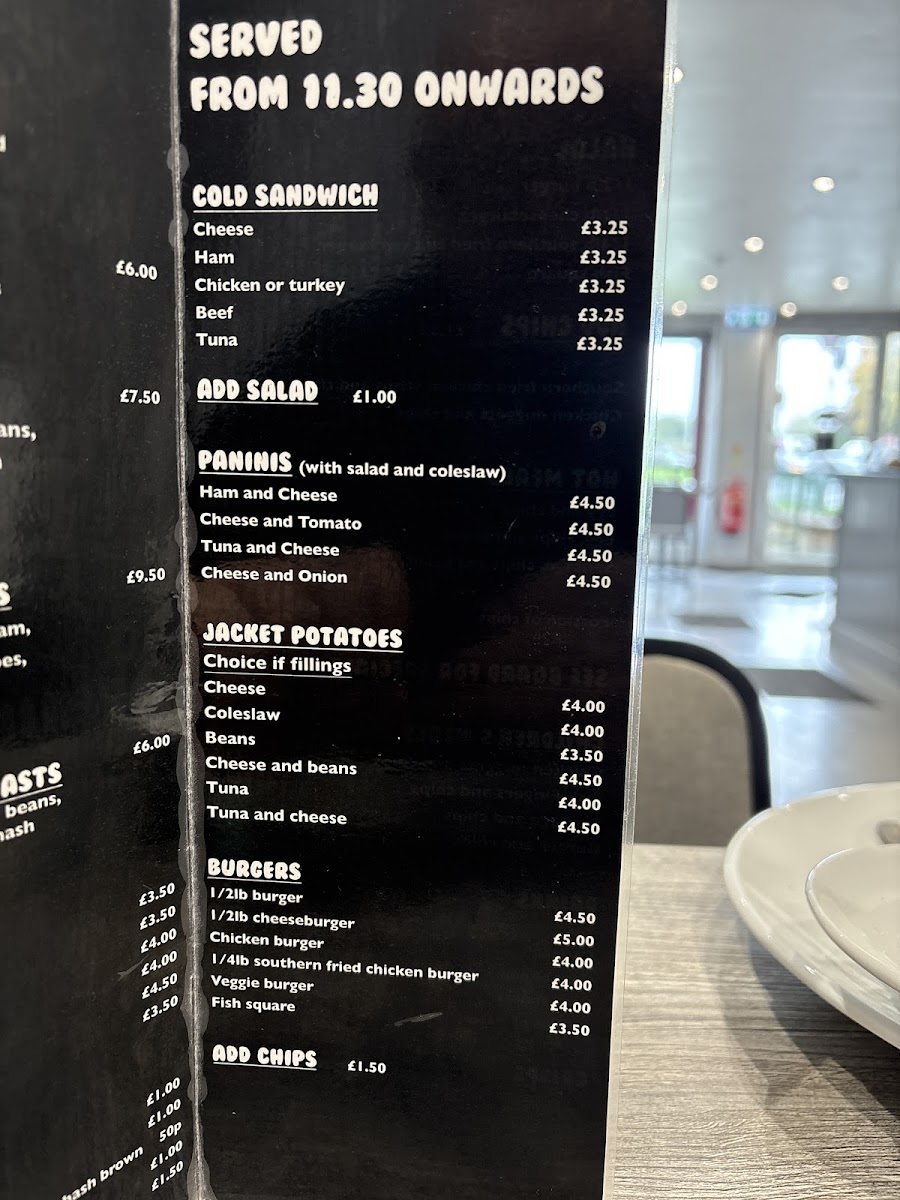 £6.00
£7.50
ans,
£9.50
S
am,
es,
£6.00
ASTS
beans,
hash
£3.50
£3.50
£4.00
£4.00
£4.50
£3.50
£1.00
£1.00
50p
hash brown £1.00
£1.50
SERVED
FROM 11.30 ONWARDS
COLD SANDWICH
Cheese £3.25
Ham £3.25
Chicken or turkey £3.25
Beef £3.25
Tuna £3.25
ADD SALAD £1.00
PANINIS (with salad and coleslaw)
Ham and Cheese £4.50
Cheese and Tomato £4.50
Tuna and Cheese £4.50
Cheese and Onion £4.50
JACKET POTATOES
Choice if fillings
Cheese £4.00
Coleslaw £4.00
Beans £3.50
Cheese and beans £4.50
Tuna £4.00
Tuna and cheese £4.50
BURGERS
1/2lb burger £4.50
1/2lb cheeseburger £5.00
Chicken burger £4.00
1/4lb southern fried chicken burger £4.00
Veggie burger £4.00
Fish square £3.50
ADD CHIPS £1.50